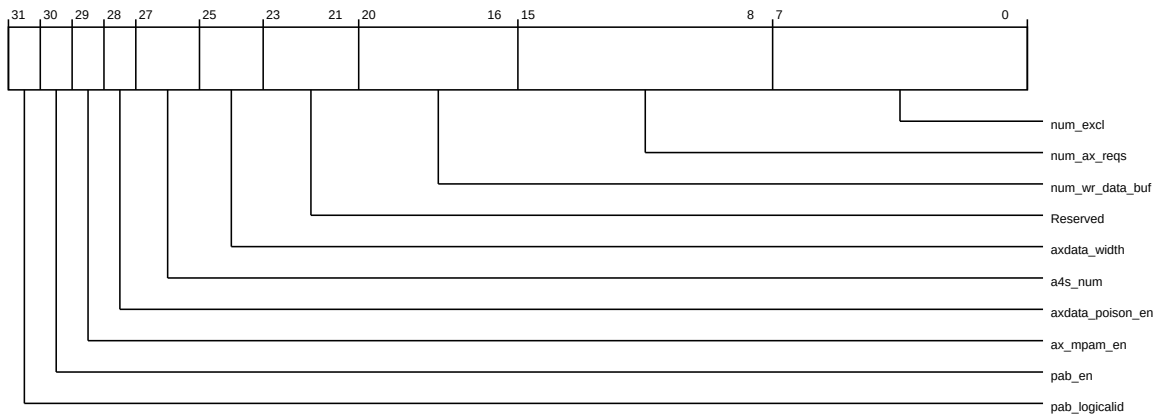 31 30 29 28 27 25 23 21 20 16 15 8 7 0
num_excl
num_ax_reqs
num_wr_data_buf
Reserved
axdata_width
a4s_num
axdata_poison_en
ax_mpam_en
pab_en
pab_logicalid